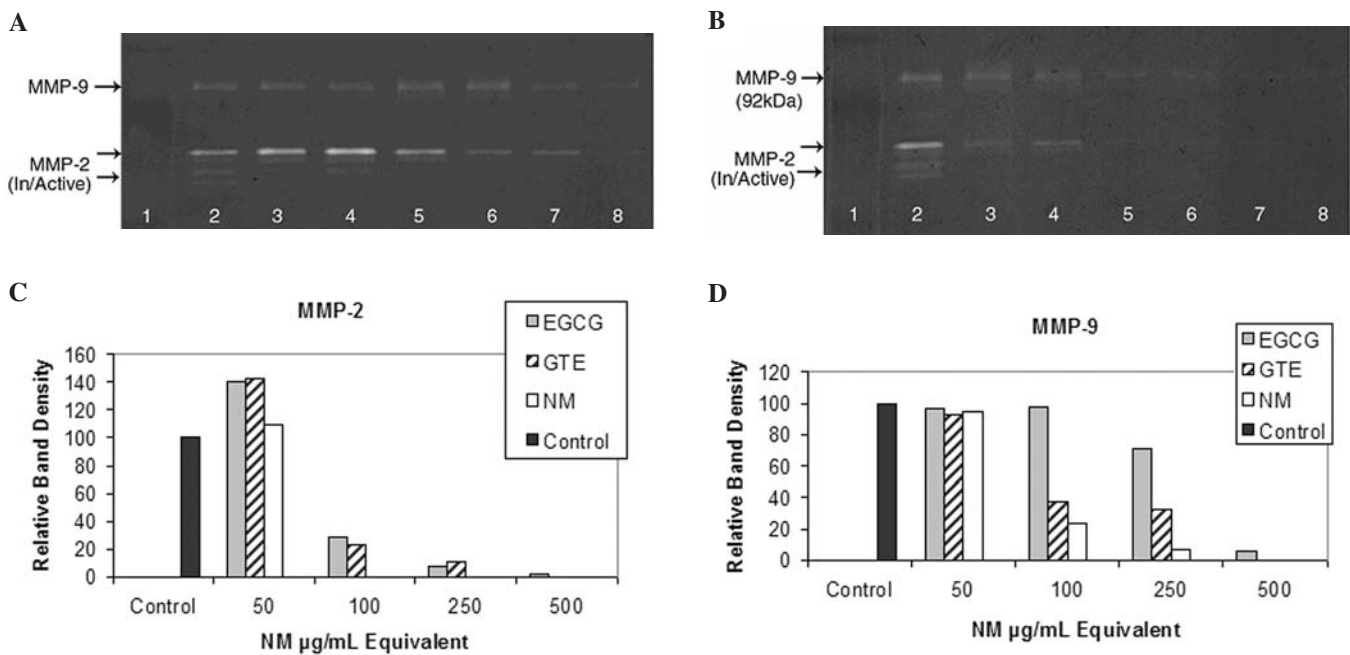 A
MMP-9
MMP-2
(In/Active)
1 2 3 4 5 6 7 8
B
MMP-9
(92kDa)
MMP-2
(In/Active)
1 2 3 4 5 6 7 8
C
MMP-2
EGCG
GTE
NM
Control
Relative Band Density
160
140
120
100
80
60
40
20
0
Control 50 100 250 500
NM µg/mL Equivalent
D
MMP-9
EGCG
GTE
NM
Control
Relative Band Density
120
100
80
60
40
20
0
Control 50 100 250 500
NM µg/mL Equivalent